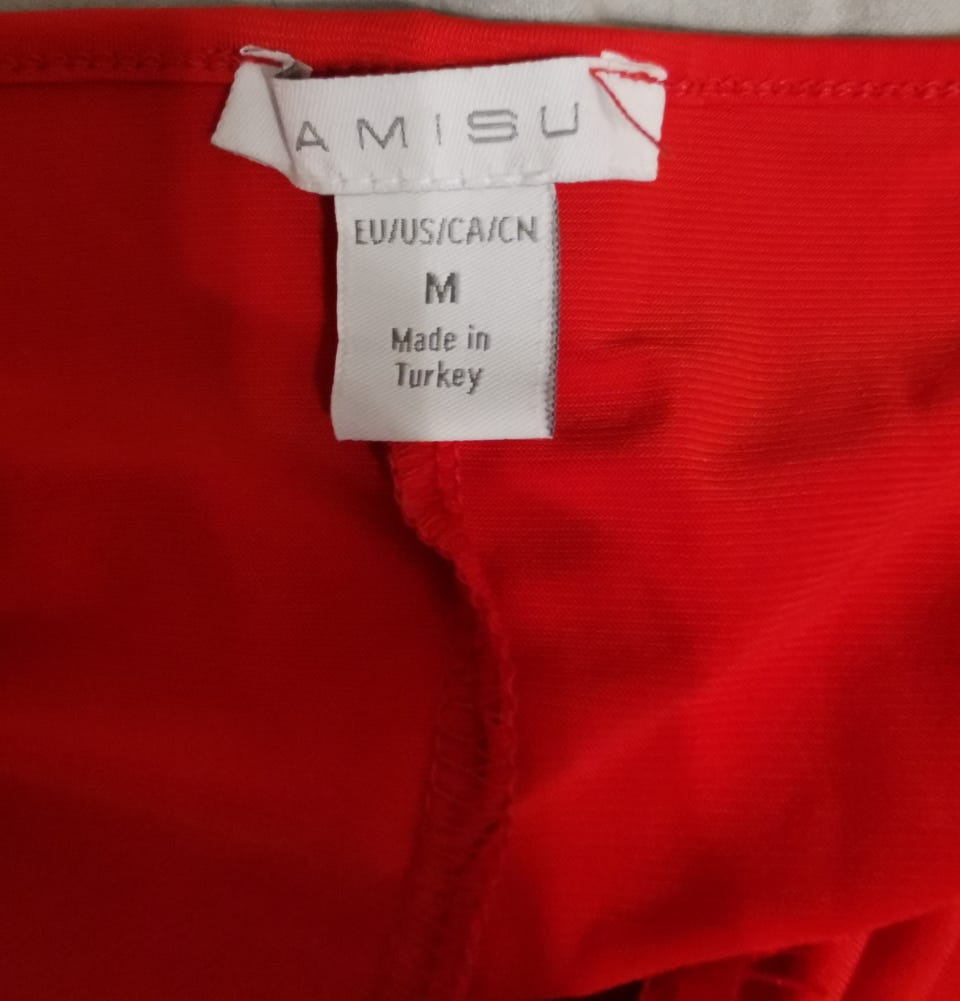 AMISU
EU/US/CA/CN
M
Made in
Turkey